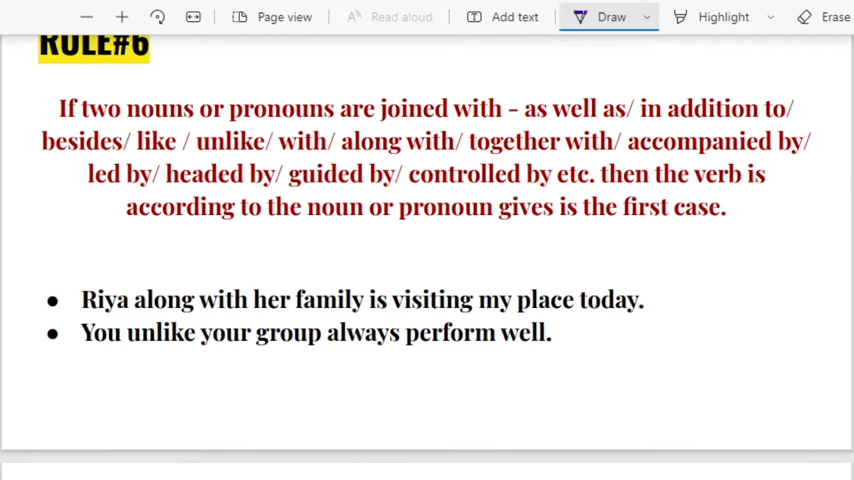 Page view
Read aloud
Add text
Draw
Highlight
Erase
RULE#6
If two nouns or pronouns are joined with - as well as/ in addition to/
besides/ like / unlike/ with/ along with/ together with/ accompanied by/
led by/ headed by/ guided by/ controlled by etc. then the verb is
according to the noun or pronoun gives is the first case.
● Riya along with her family is visiting my place today.
● You unlike your group always perform well.